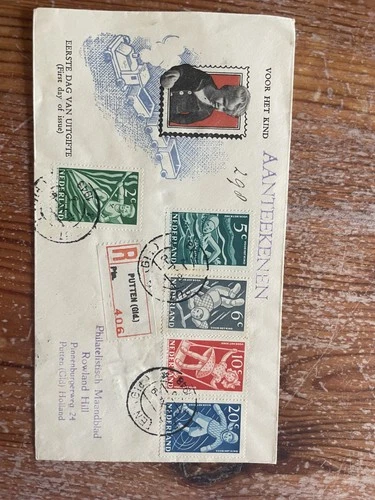 VOOR HET KIND
EERSTE DAG VAN UITGIFTE
(First day of issue)
AANTEEKENEN
290
2c
NEDERLAND
5c
NEDERLAND
6c
NEDERLAND
10c
NEDERLAND
20c
NEDERLAND
R
PUTTEN (Gld.)
406
Philatelistisch Maandblad
Rowland Hill
Putten (Gld) Holland